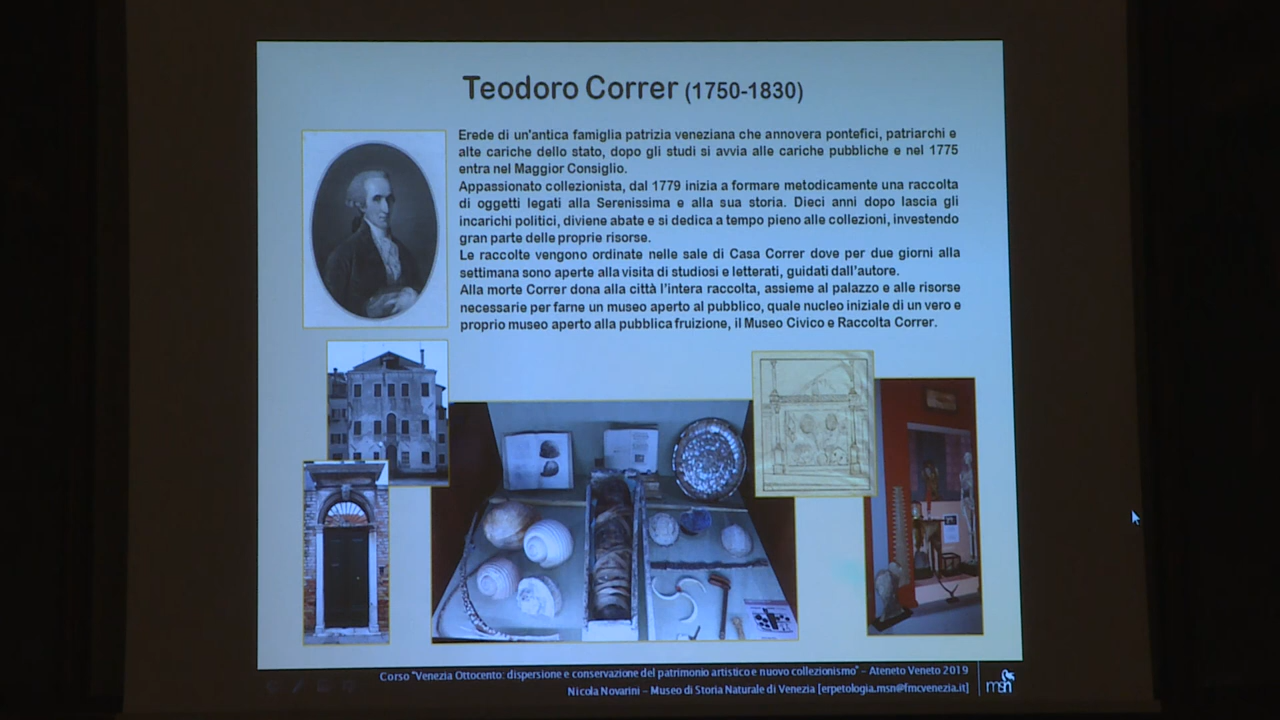 Teodoro Correr (1750-1830)
Erede di un'antica famiglia patrizia veneziana che annovera pontefici, patriarchi e
alte cariche dello stato, dopo gli studi si avvia alle cariche pubbliche e nel 1775
entra nel Maggior Consiglio.
Appassionato collezionista, dal 1779 inizia a formare metodicamente una raccolta
di oggetti legati alla Serenissima e alla sua storia. Dieci anni dopo lascia gli
incarichi politici, diviene abate e si dedica a tempo pieno alle collezioni, investendo
gran parte delle proprie risorse.
Le raccolte vengono ordinate nelle sale di Casa Correr dove per due giorni alla
settimana sono aperte alla visita di studiosi e letterati, guidati dall'autore.
Alla morte Correr dona alla città l'intera raccolta, assieme al palazzo e alle risorse
necessarie per farne un museo aperto al pubblico, quale nucleo iniziale di un vero e
proprio museo aperto alla pubblica fruizione, il Museo Civico e Raccolta Correr.
Corso "Venezia Ottocento: dispersione e conservazione del patrimonio artistico e nuovo collezionismo" - Ateneto Veneto 2019
Nicola Novarini - Museo di Storia Naturale di Venezia [erpetologia.msn@fmcvenezia.it]
msn